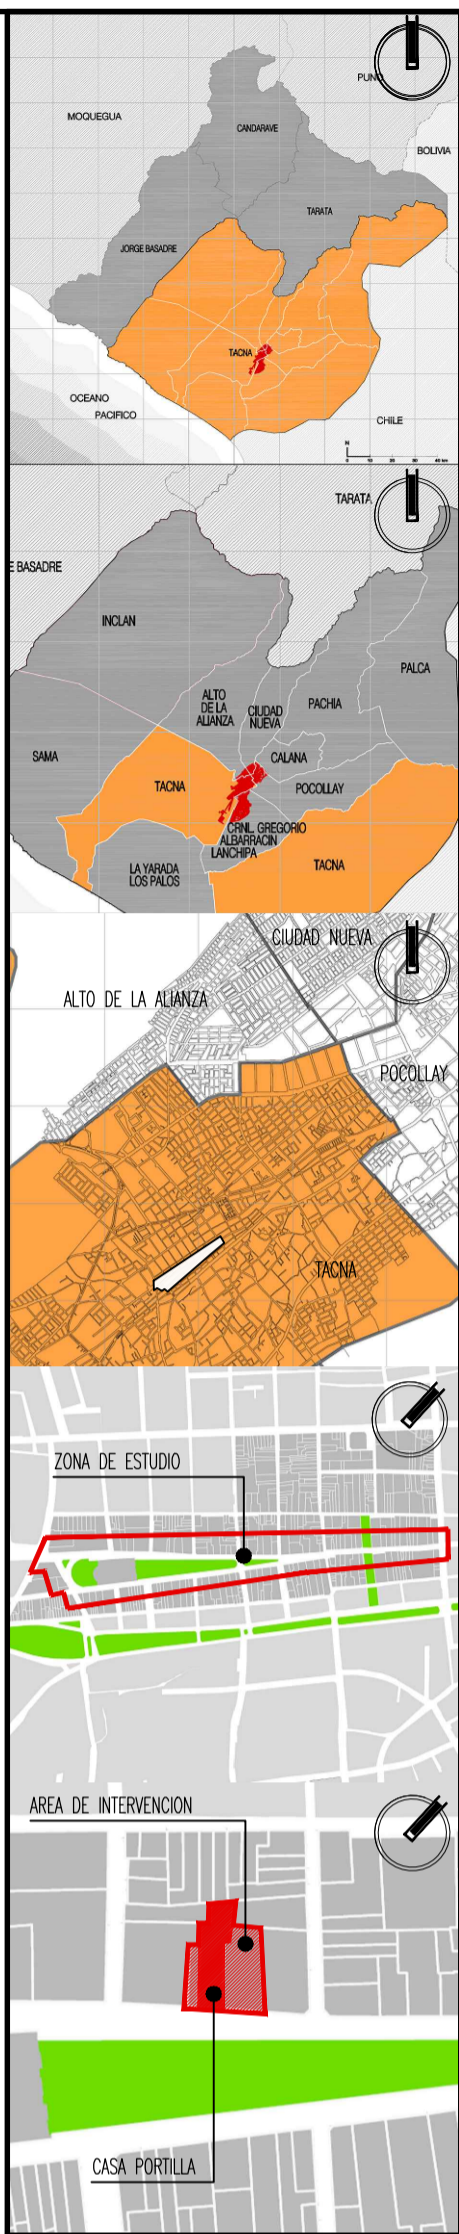 PUNO
MOQUEGUA
CANDARAVE
BOLIVIA
TARATA
JORGE BASADRE
TACNA
OCEANO
PACIFICO
CHILE
N
TARATA
E BASADRE
INCLAN
PALCA
ALTO
DE LA
ALIANZA
CIUDAD
NUEVA
PACHIA
SAMA
CALANA
TACNA
POCOLLAY
CRNL. GREGORIO
ALBARRACIN
LANCHIPA
LA YARADA
LOS PALOS
TACNA
CIUDAD NUEVA
ALTO DE LA ALIANZA
POCOLLAY
TACNA
ZONA DE ESTUDIO
AREA DE INTERVENCION
CASA PORTILLA